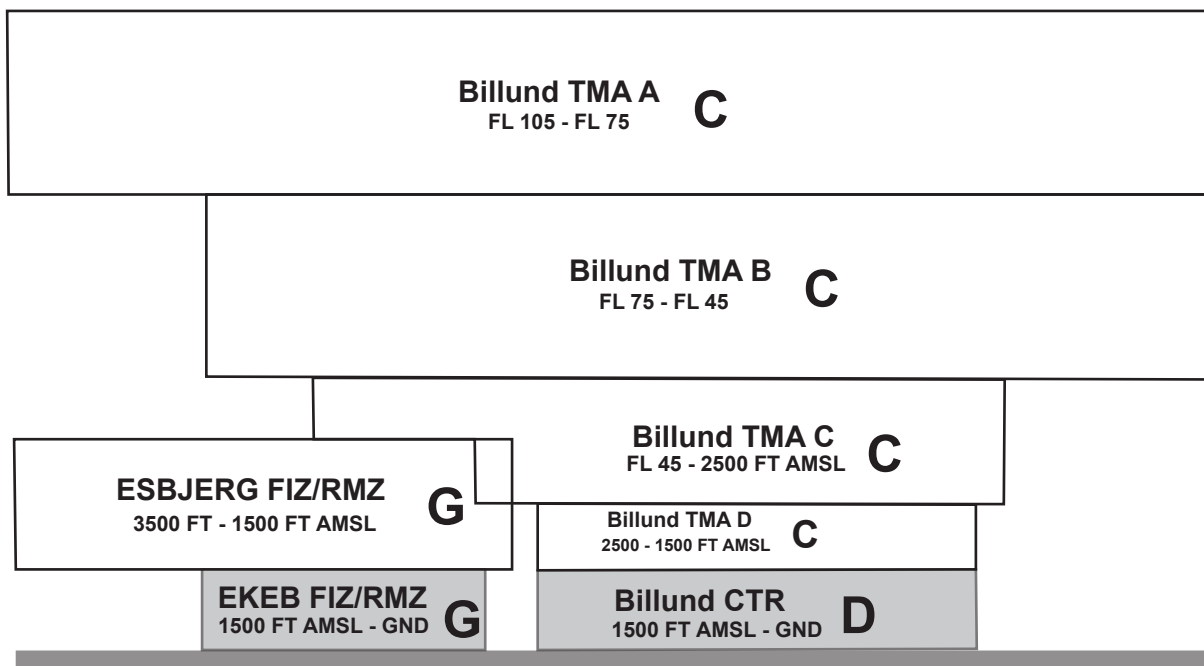 Billund TMA A C
FL 105 - FL 75
Billund TMA B C
FL 75 - FL 45
Billund TMA C C
FL 45 - 2500 FT AMSL
ESBJERG FIZ/RMZ G
3500 FT - 1500 FT AMSL
Billund TMA D C
2500 - 1500 FT AMSL
EKEB FIZ/RMZ G
1500 FT AMSL - GND
Billund CTR D
1500 FT AMSL - GND